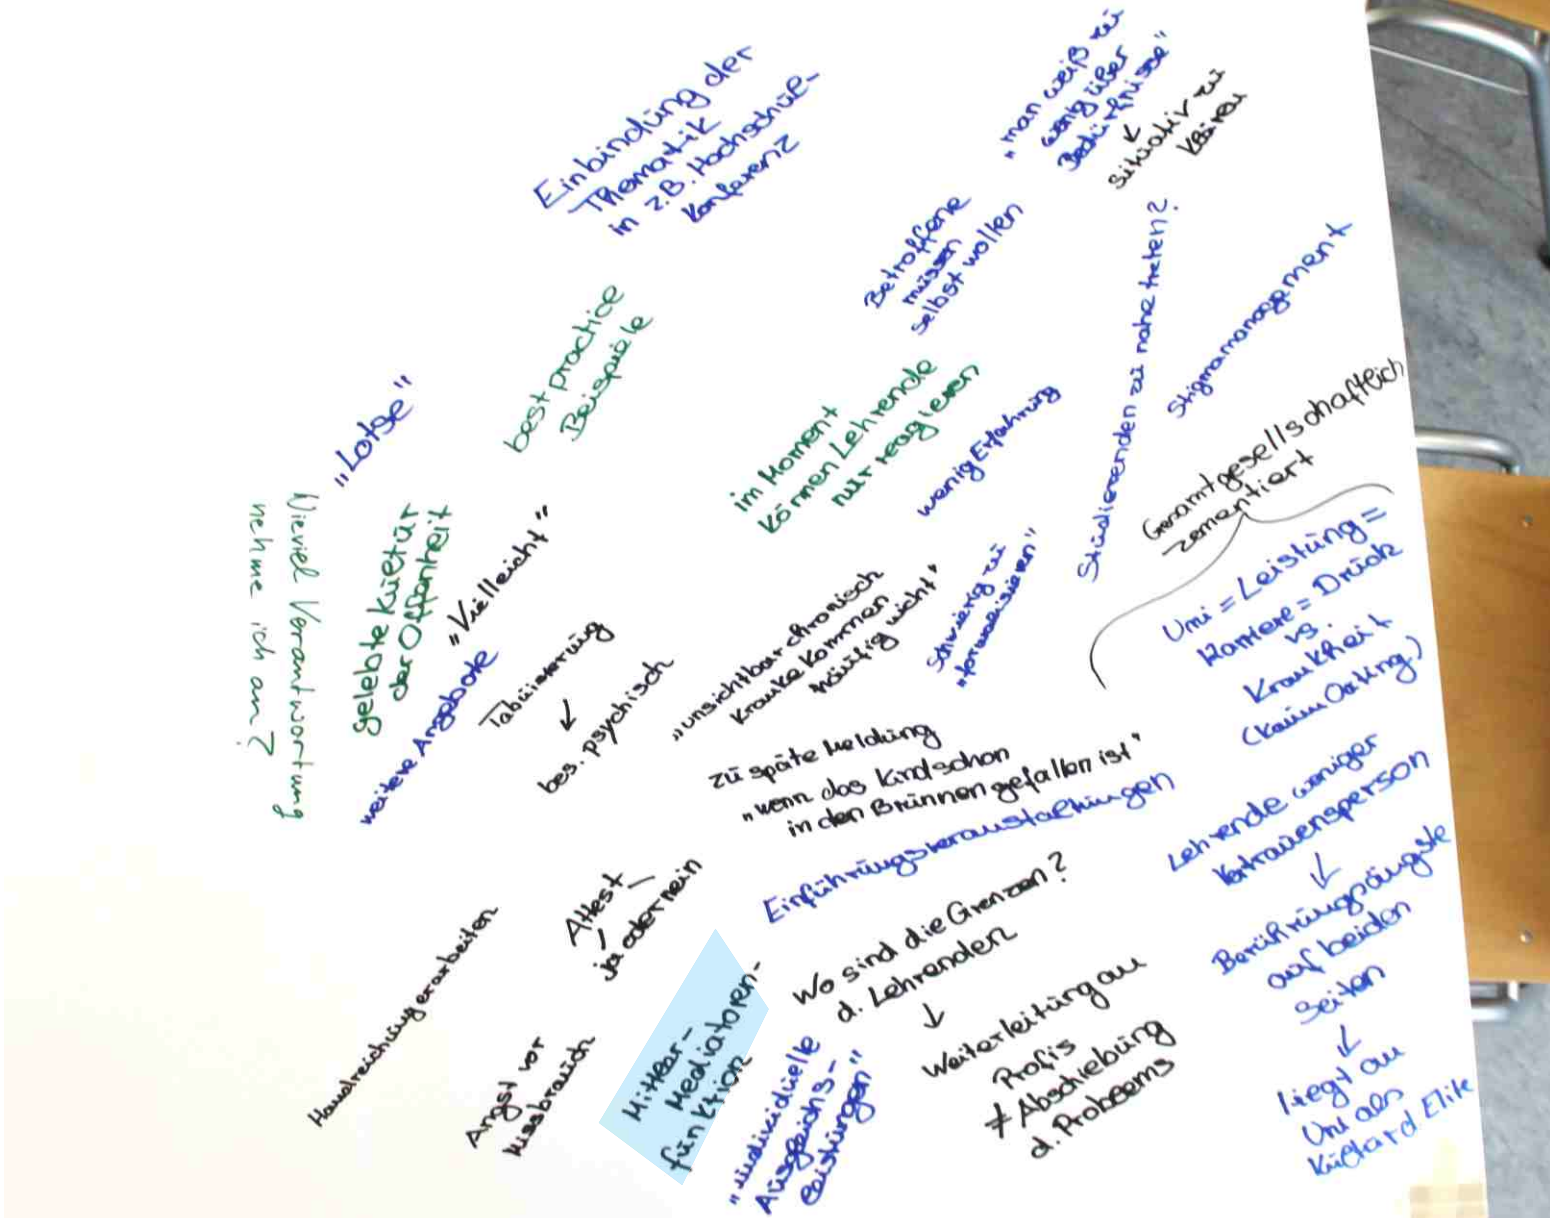 Einbindung der
Thematik
in z.B. Hochschul-
konferenz
„man weiß zu
wenig über
Bedürfnisse"
↙
situativ zu
klären
Betroffene
müssen
selbst wollen
Studierenden zu nahe treten?
Stigmamanagement
best practice
Beispiele
„Lotse"
im Moment
können Lehrende
nur reagieren
wenig Erfahrung
Gesamtgesellschaftlich
zementiert
Uni = Leistung =
Karriere = Druck
vs.
Krankheit
(kaum Outing)
Wieviel Verantwortung
nehme ich an?
gelebte Kultur
der Offenheit
„Vielleicht"
weitere Angebote
Tabuisierung
↓
bes. psychisch
„unsichtbar chronisch
Kranke kommen
häufig nicht"
Schwierig zu
„formalisieren"
zu späte Meldung
„wenn das Kind schon
in den Brunnen gefallen ist"
Einführungsveranstaltungen
Lehrende weniger
Vertrauensperson
↓
Berührungsängste
auf beiden
Seiten
↓
liegt an
Uni als
Elite
Attest
ja oder nein
Handreichung erarbeiten
Angst vor
Missbrauch
Mittler-
Mediatoren-
funktion
„individuelle
Ausgleichs-
leistungen"
Wo sind die Grenzen?
d. Lehrenden
↓
Weiterleitung an
Profis
≠ Abschiebung
d. Problems